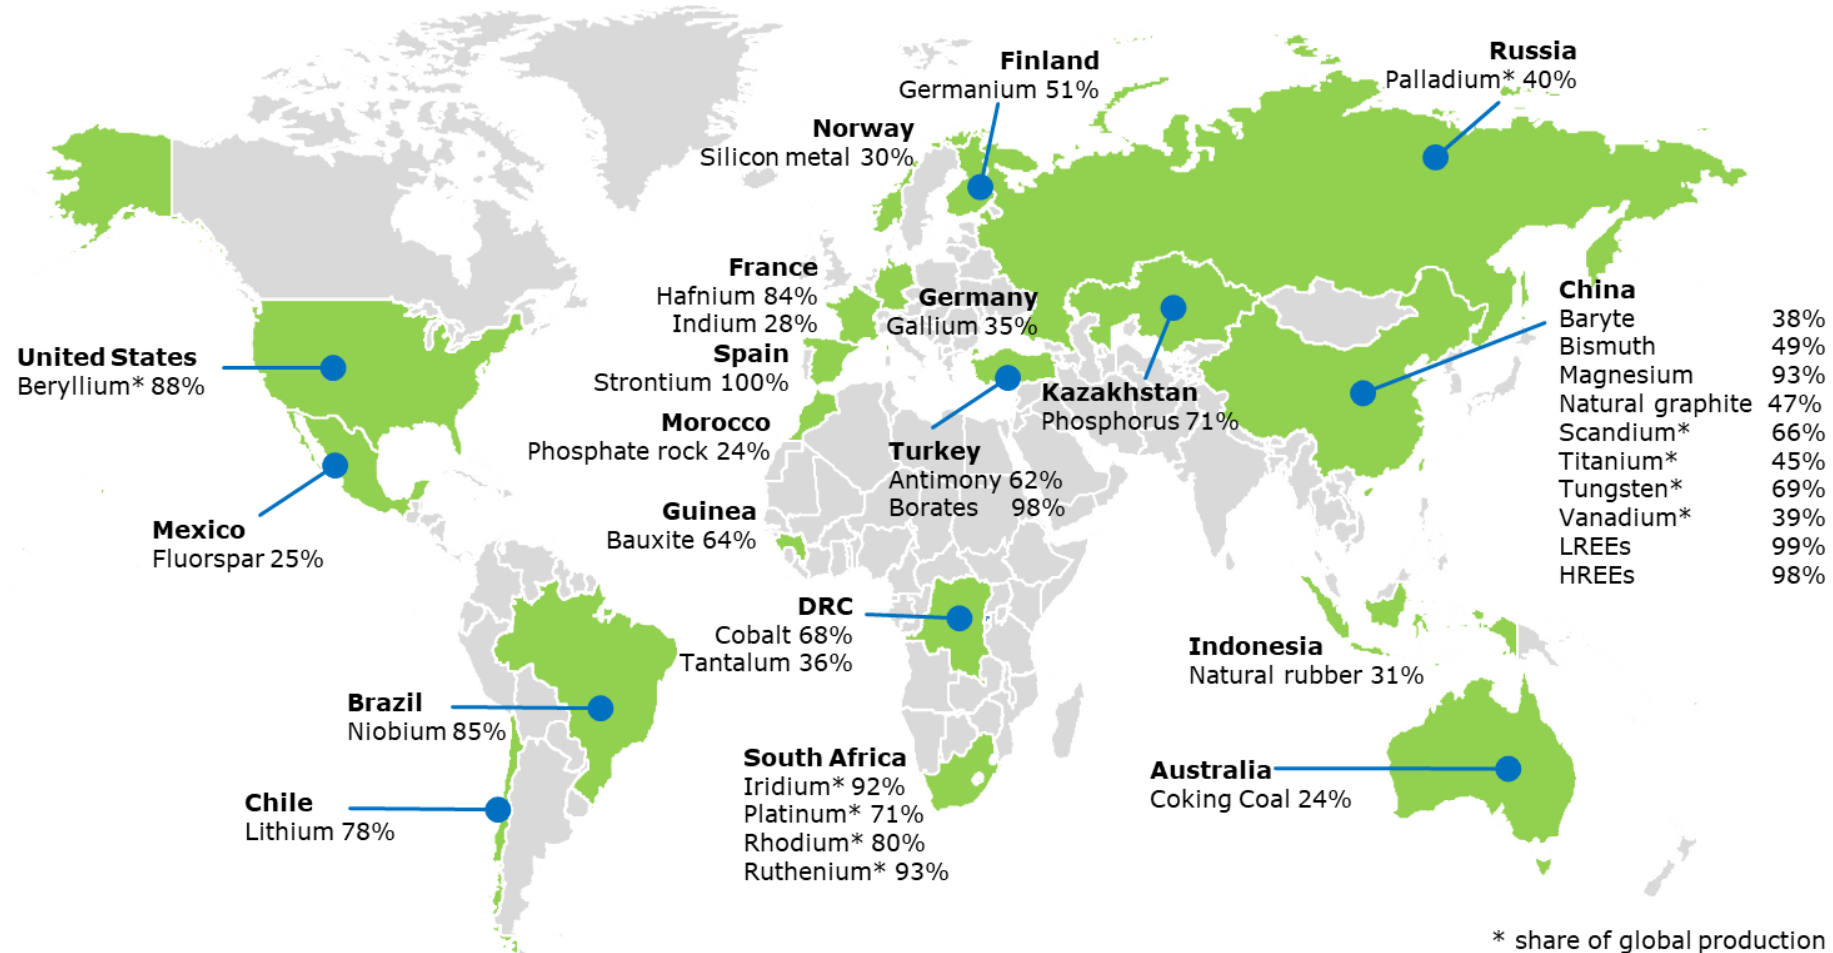 Finland
Germanium 51%
Russia
Palladium* 40%
Norway
Silicon metal 30%
France
Hafnium 84%
Indium 28%
Germany
Gallium 35%
China
Baryte 38%
Bismuth 49%
Magnesium 93%
Natural graphite 47%
Scandium* 66%
Titanium* 45%
Tungsten* 69%
Vanadium* 39%
LREEs 99%
HREEs 98%
United States
Beryllium* 88%
Spain
Strontium 100%
Kazakhstan
Phosphorus 71%
Morocco
Phosphate rock 24%
Turkey
Antimony 62%
Borates 98%
Mexico
Fluorspar 25%
Guinea
Bauxite 64%
DRC
Cobalt 68%
Tantalum 36%
Indonesia
Natural rubber 31%
Brazil
Niobium 85%
South Africa
Iridium* 92%
Platinum* 71%
Rhodium* 80%
Ruthenium* 93%
Australia
Coking Coal 24%
Chile
Lithium 78%
* share of global production